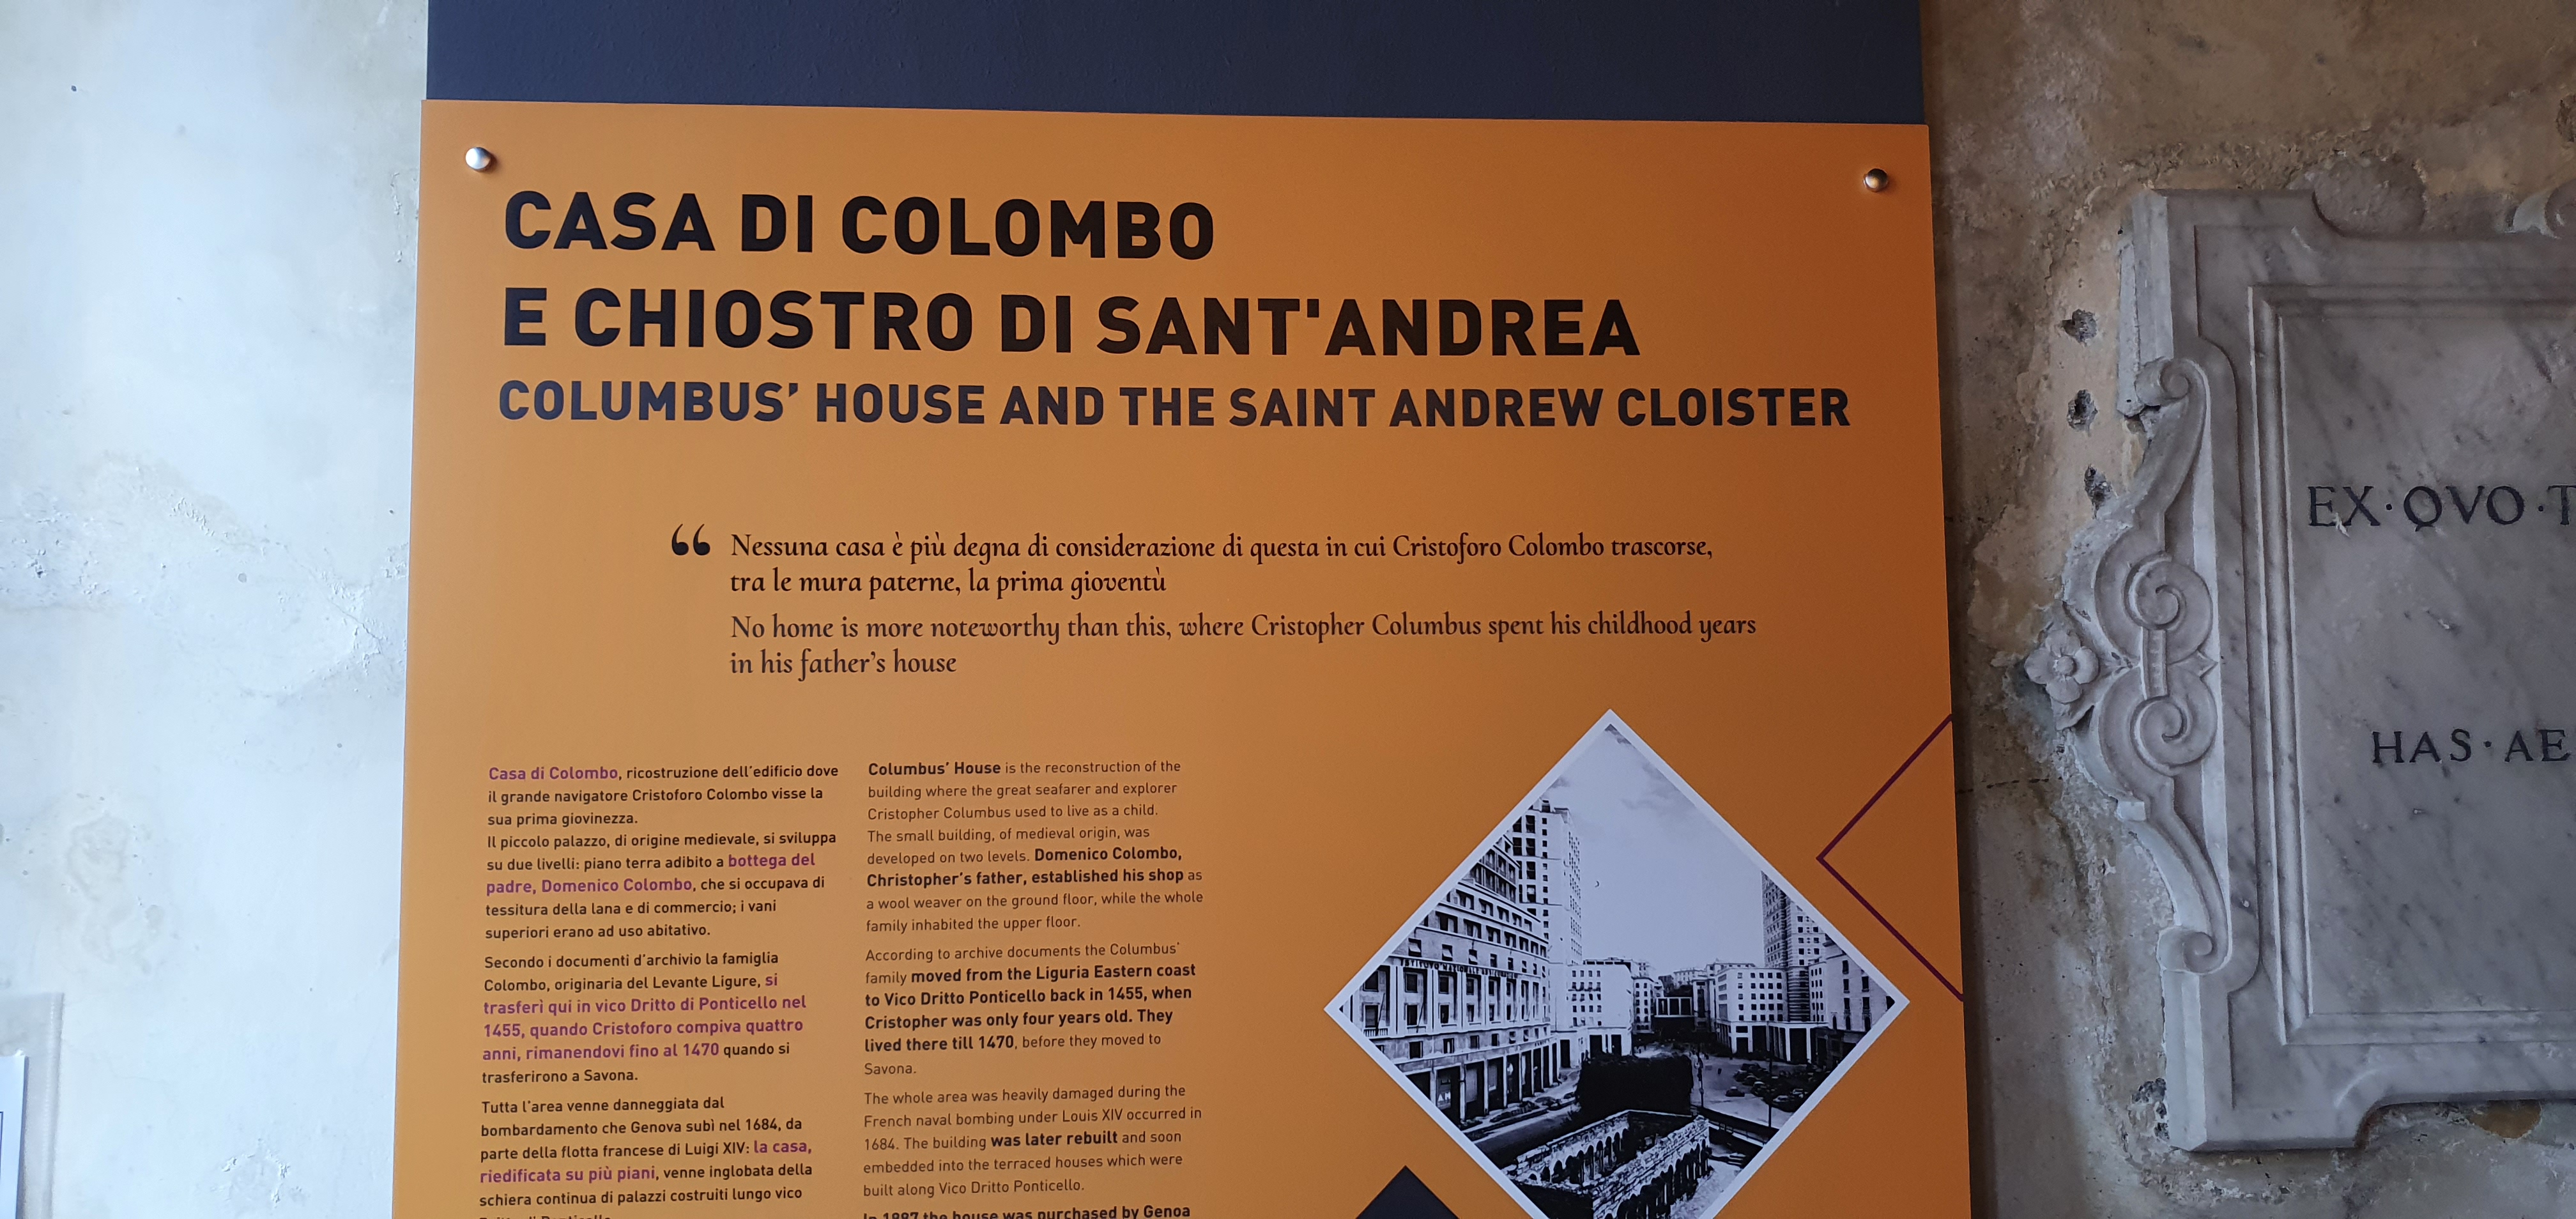 CASA DI COLOMBO
E CHIOSTRO DI SANT'ANDREA
COLUMBUS’ HOUSE AND THE SAINT ANDREW CLOISTER
“ Nessuna casa è più degna di considerazione di questa in cui Cristoforo Colombo trascorse,
tra le mura paterne, la prima gioventù
No home is more noteworthy than this, where Cristopher Columbus spent his childhood years
in his father’s house
Casa di Colombo, ricostruzione dell’edificio dove
il grande navigatore Cristoforo Colombo visse la
sua prima giovinezza.
Il piccolo palazzo, di origine medievale, si sviluppa
su due livelli: piano terra adibito a bottega del
padre, Domenico Colombo, che si occupava di
tessitura della lana e di commercio; i vani
superiori erano ad uso abitativo.
Secondo i documenti d’archivio la famiglia
Colombo, originaria del Levante Ligure, si
trasferì qui in vico Dritto di Ponticello nel
1455, quando Cristoforo compiva quattro
anni, rimanendovi fino al 1470 quando si
trasferirono a Savona.
Tutta l’area venne danneggiata dal
bombardamento che Genova subì nel 1684, da
parte della flotta francese di Luigi XIV: la casa,
riedificata su più piani, venne inglobata della
schiera continua di palazzi costruiti lungo vico
Columbus’ House is the reconstruction of the
building where the great seafarer and explorer
Cristopher Columbus used to live as a child.
The small building, of medieval origin, was
developed on two levels. Domenico Colombo,
Christopher’s father, established his shop as
a wool weaver on the ground floor, while the whole
family inhabited the upper floor.
According to archive documents the Columbus’
family moved from the Liguria Eastern coast
to Vico Dritto Ponticello back in 1455, when
Cristopher was only four years old. They
lived there till 1470, before they moved to
Savona.
The whole area was heavily damaged during the
French naval bombing under Louis XIV occurred in
1684. The building was later rebuilt and soon
embedded into the terraced houses which were
built along Vico Dritto Ponticello.
In 1887 the house was purchased by Genoa
EX·QVO·T
HAS·AE